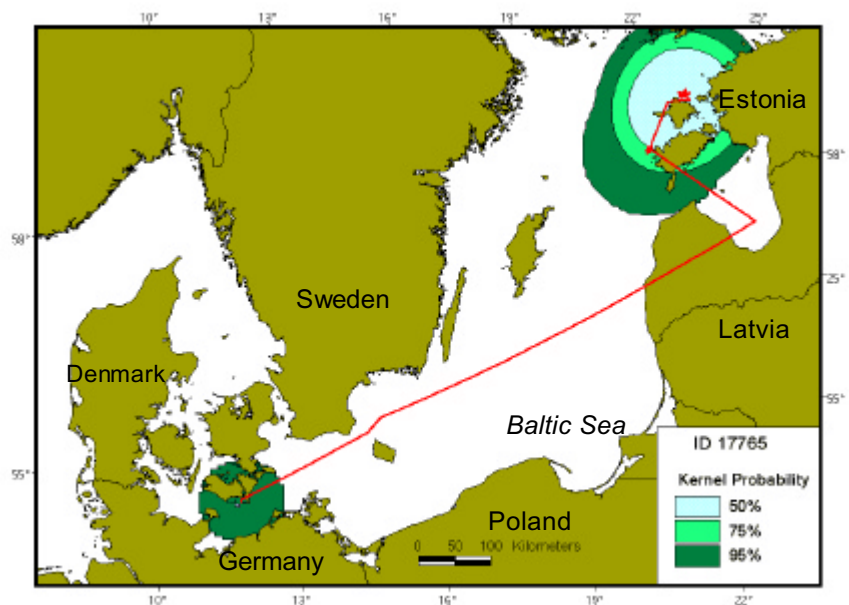 10° 13° 16° 19° 22° 25°
Estonia
58°
58°
25°
Sweden
Latvia
Denmark
55°
Baltic Sea
ID 17765
55°
Kernel Probability
50%
Poland
75%
0 50 100 Kilometers
95%
Germany
10° 13° 16° 19° 22°